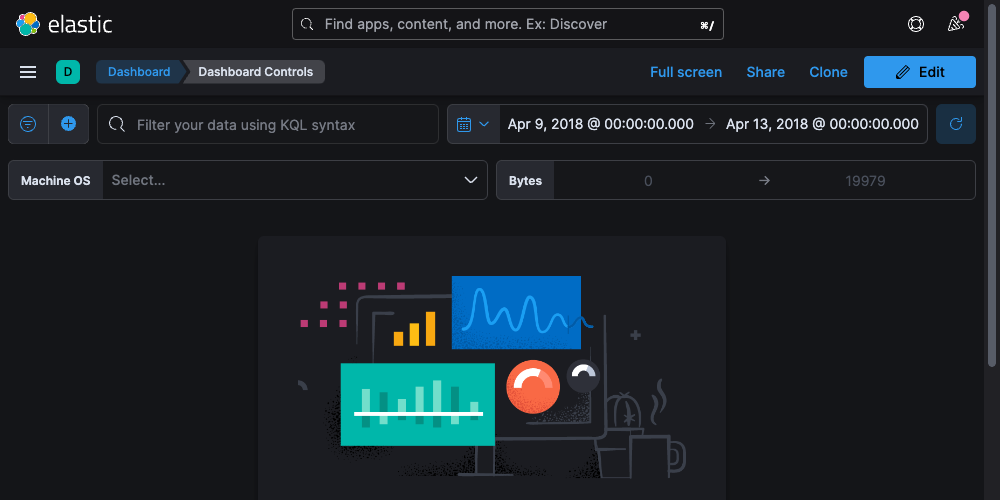 elastic
Find apps, content, and more. Ex: Discover ⌘/
D Dashboard Dashboard Controls Full screen Share Clone Edit
Filter your data using KQL syntax Apr 9, 2018 @ 00:00:00.000 → Apr 13, 2018 @ 00:00:00.000
Machine OS Select... Bytes 0 → 19979